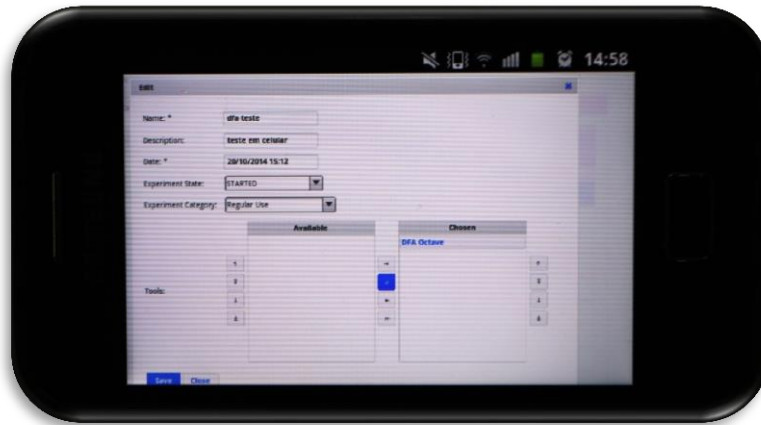 14:58
Edit
Name: * dfa teste
Description: teste em celular
Date: * 20/10/2014 15:12
Experiment State: STARTED
Experiment Category: Regular Use
Available Chosen
DFA Octave
Tools:
Save Close